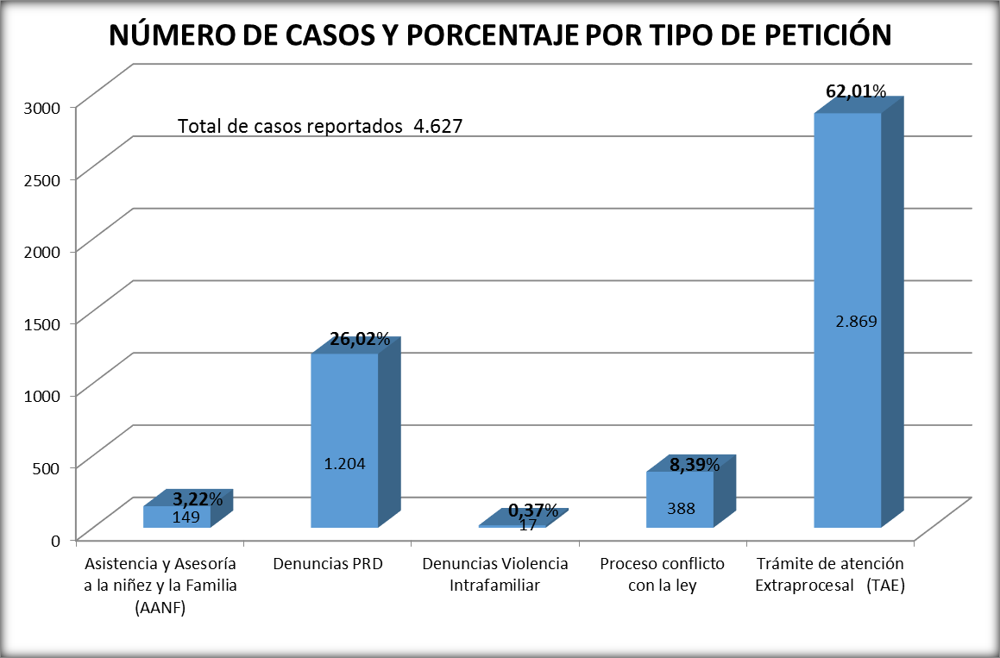 NÚMERO DE CASOS Y PORCENTAJE POR TIPO DE PETICIÓN
Total de casos reportados 4.627
3000
2500
2000
1500
1000
500
0
3,22%
149
26,02%
1.204
0,37%
17
8,39%
388
62,01%
2.869
Asistencia y Asesoría
a la niñez y la Familia
(AANF)
Denuncias PRD
Denuncias Violencia
Intrafamiliar
Proceso conflicto
con la ley
Trámite de atención
Extraprocesal (TAE)